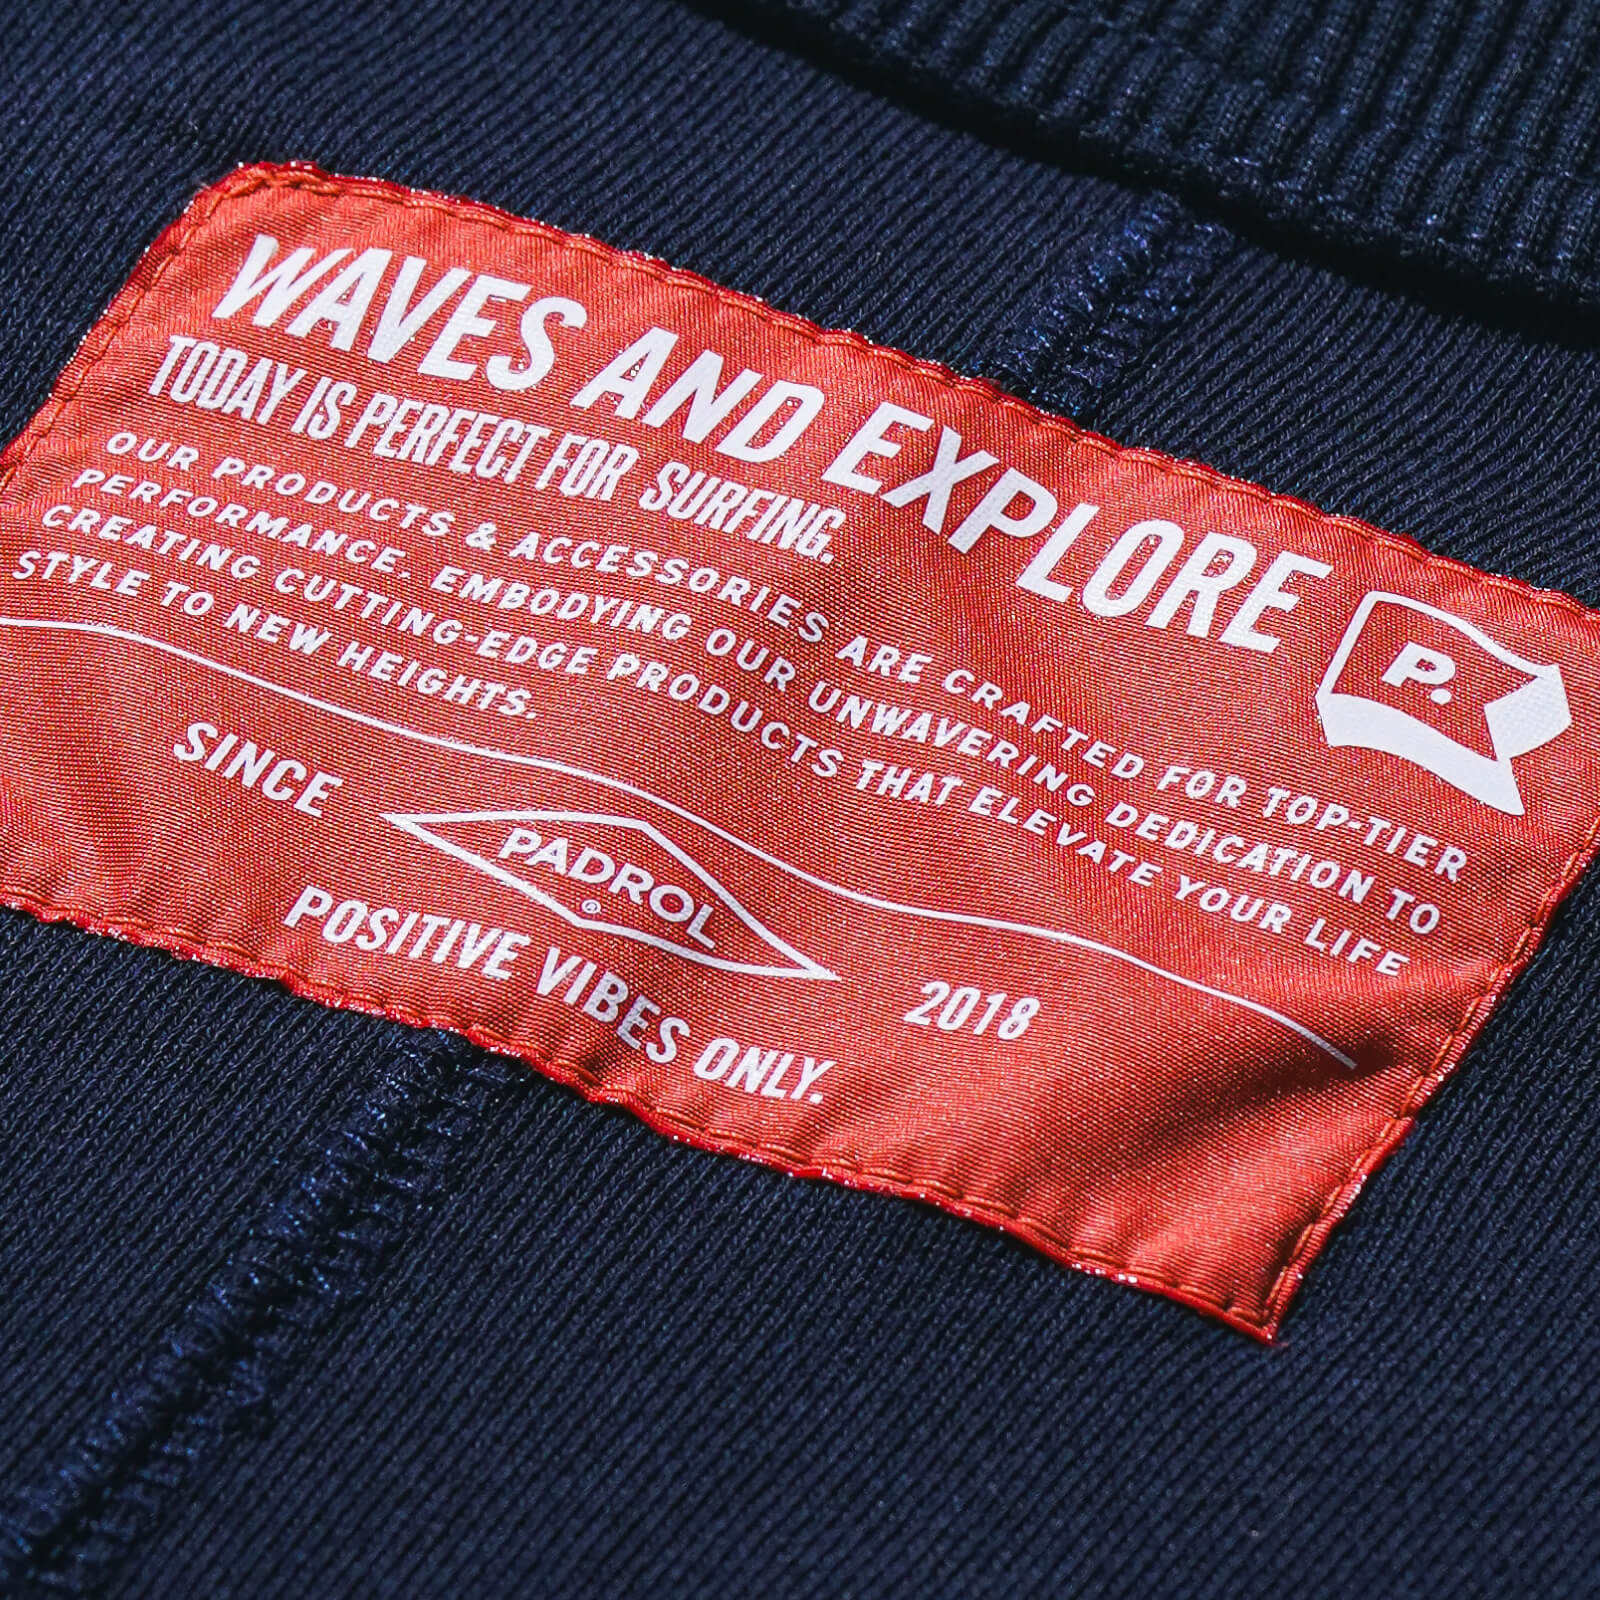 WAVES AND EXPLORE
TODAY IS PERFECT FOR SURFING.
OUR PRODUCTS & ACCESSORIES ARE CRAFTED FOR TOP-TIER
PERFORMANCE. EMBODYING OUR UNWAVERING DEDICATION TO
CREATING CUTTING-EDGE PRODUCTS THAT ELEVATE YOUR LIFE
STYLE TO NEW HEIGHTS.
P.
SINCE
PADROL
®
2018
POSITIVE VIBES ONLY.